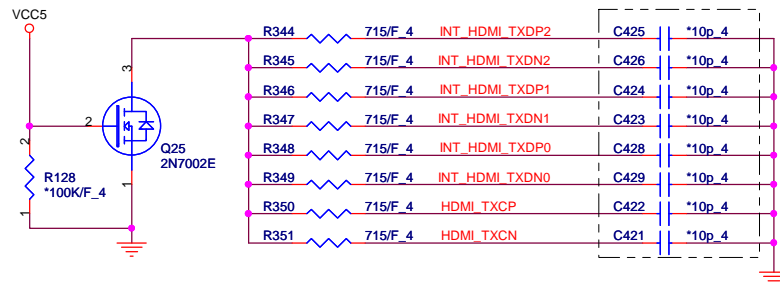 VCC5
R344 715/F_4 INT_HDMI_TXDP2 C425 *10p_4
R345 715/F_4 INT_HDMI_TXDN2 C426 *10p_4
3
R346 715/F_4 INT_HDMI_TXDP1 C424 *10p_4
2
R347 715/F_4 INT_HDMI_TXDN1 C423 *10p_4
2
Q25
2N7002E
R348 715/F_4 INT_HDMI_TXDP0 C428 *10p_4
R128
*100K/F_4
R349 715/F_4 INT_HDMI_TXDN0 C429 *10p_4
1
1
R350 715/F_4 HDMI_TXCP C422 *10p_4
R351 715/F_4 HDMI_TXCN C421 *10p_4